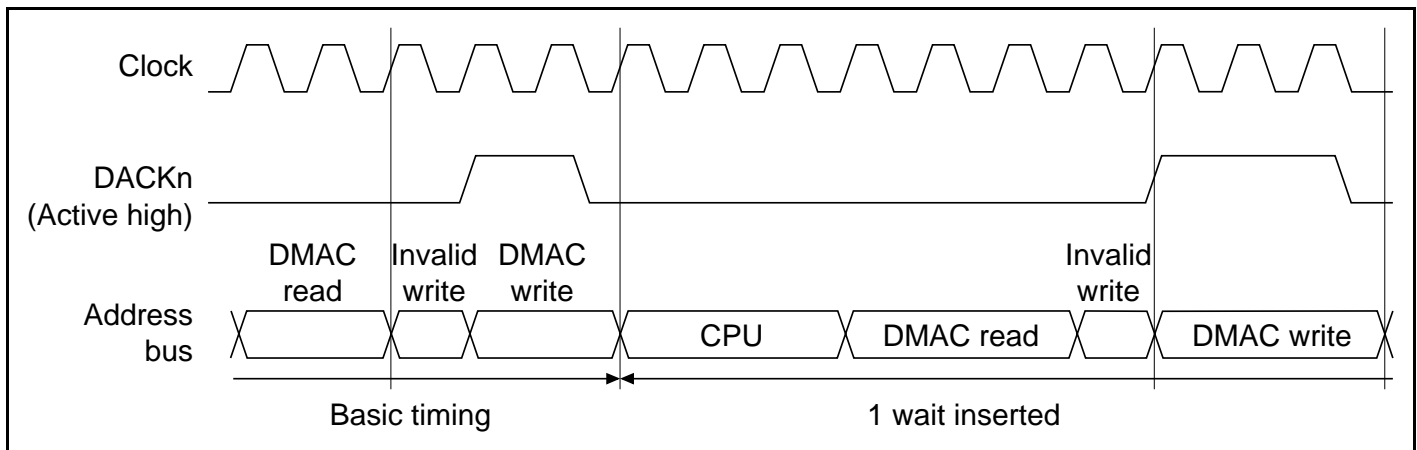 Clock
DACKn
(Active high)
DMAC
read
Invalid
write
DMAC
write
Invalid
write
Address
bus
CPU
DMAC read
DMAC write
Basic timing
1 wait inserted